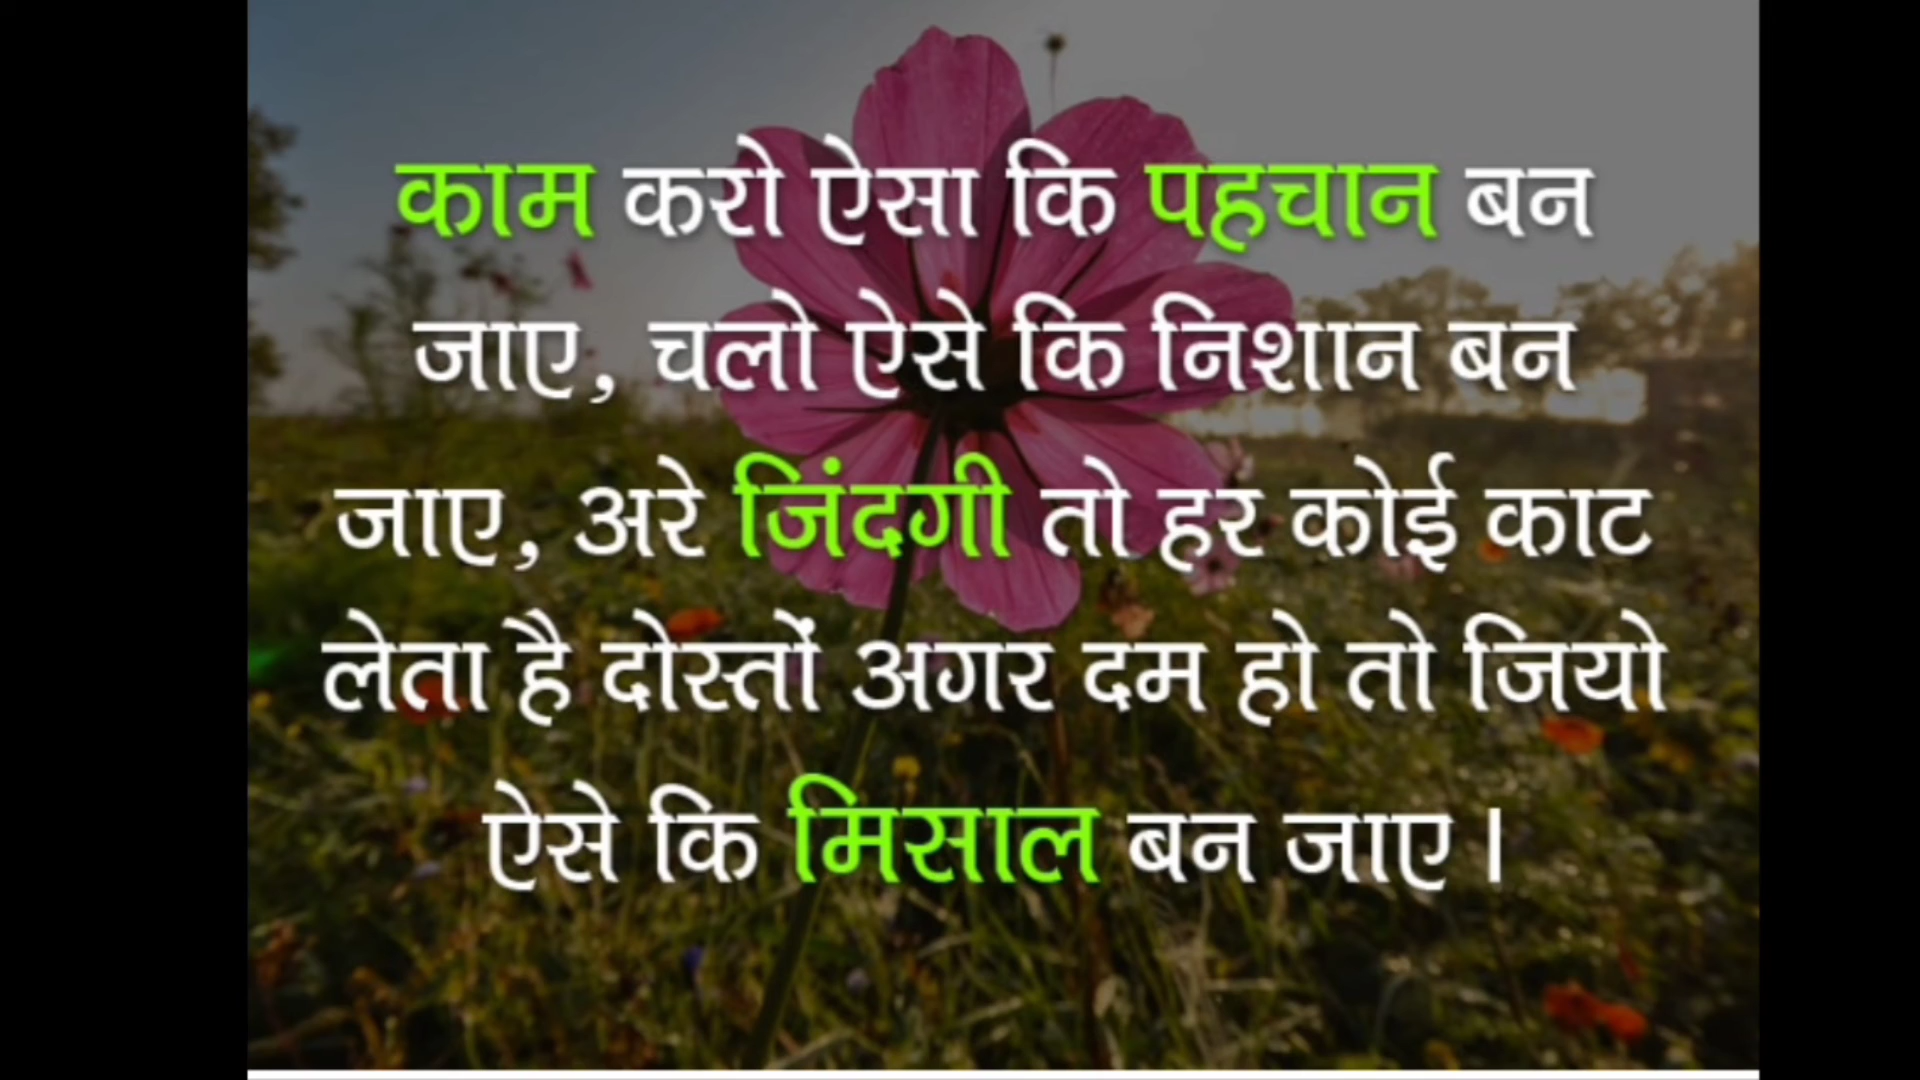 काम करो ऐसा कि पहचान बन
जाए, चलो ऐसे कि निशान बन
जाए, अरे जिंदगी तो हर कोई काट
लेता है दोस्तों अगर दम हो तो जियो
ऐसे कि मिसाल बन जाए ।